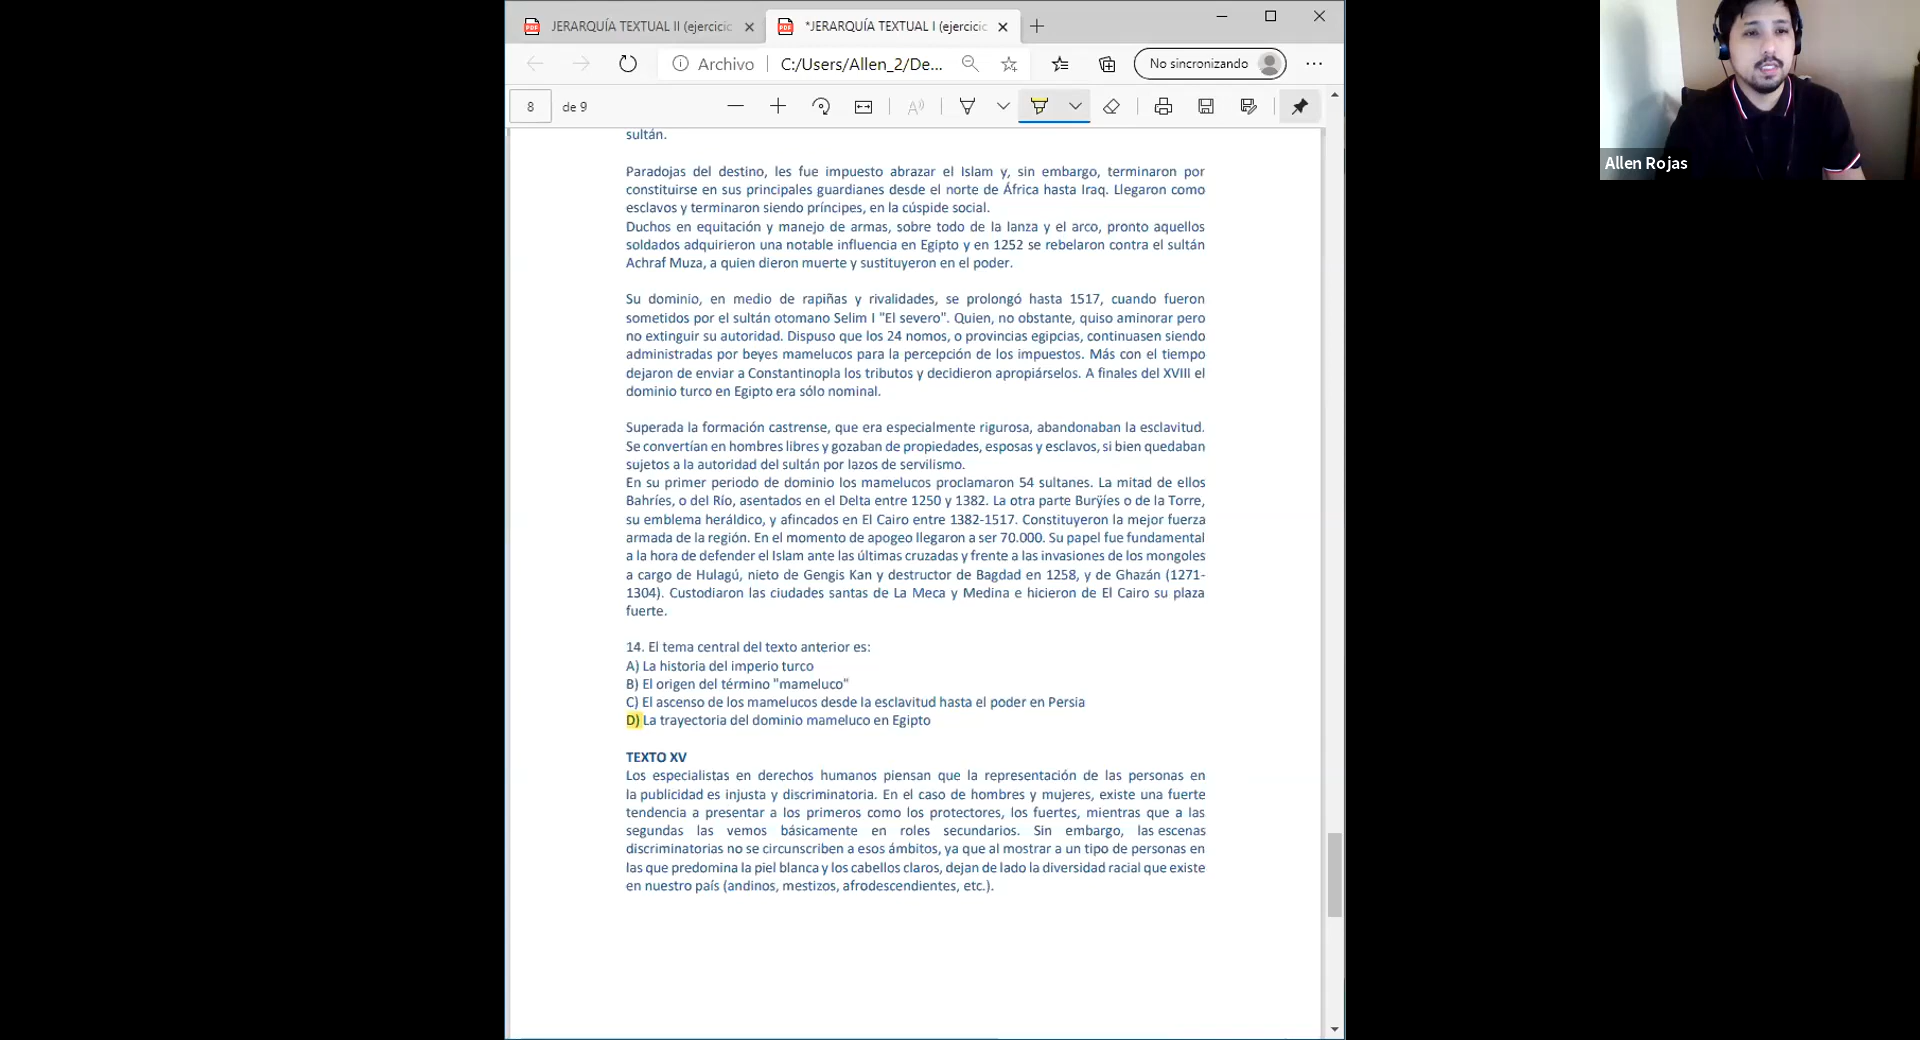 JERARQUÍA TEXTUAL II (ejercicic
*JERARQUÍA TEXTUAL I (ejercicic
Archivo
C:/Users/Allen_2/De...
No sincronizando
8 de 9
Allen Rojas
sultán.
Paradojas del destino, les fue impuesto abrazar el Islam y, sin embargo, terminaron por
constituirse en sus principales guardianes desde el norte de África hasta Iraq. Llegaron como
esclavos y terminaron siendo príncipes, en la cúspide social.
Duchos en equitación y manejo de armas, sobre todo de la lanza y el arco, pronto aquellos
soldados adquirieron una notable influencia en Egipto y en 1252 se rebelaron contra el sultán
Achraf Muza, a quien dieron muerte y sustituyeron en el poder.
Su dominio, en medio de rapiñas y rivalidades, se prolongó hasta 1517, cuando fueron
sometidos por el sultán otomano Selim I "El severo". Quien, no obstante, quiso aminorar pero
no extinguir su autoridad. Dispuso que los 24 nomos, o provincias egipcias, continuasen siendo
administradas por beyes mamelucos para la percepción de los impuestos. Más con el tiempo
dejaron de enviar a Constantinopla los tributos y decidieron apropiárselos. A finales del XVIII el
dominio turco en Egipto era sólo nominal.
Superada la formación castrense, que era especialmente rigurosa, abandonaban la esclavitud.
Se convertían en hombres libres y gozaban de propiedades, esposas y esclavos, si bien quedaban
sujetos a la autoridad del sultán por lazos de servilismo.
En su primer periodo de dominio los mamelucos proclamaron 54 sultanes. La mitad de ellos
Bahríes, o del Río, asentados en el Delta entre 1250 y 1382. La otra parte Burÿíes o de la Torre,
su emblema heráldico, y afincados en El Cairo entre 1382-1517. Constituyeron la mejor fuerza
armada de la región. En el momento de apogeo llegaron a ser 70.000. Su papel fue fundamental
a la hora de defender el Islam ante las últimas cruzadas y frente a las invasiones de los mongoles
a cargo de Hulagú, nieto de Gengis Kan y destructor de Bagdad en 1258, y de Ghazán (1271-
1304). Custodiaron las ciudades santas de La Meca y Medina e hicieron de El Cairo su plaza
fuerte.
14. El tema central del texto anterior es:
A) La historia del imperio turco
B) El origen del término "mameluco"
C) El ascenso de los mamelucos desde la esclavitud hasta el poder en Persia
D) La trayectoria del dominio mameluco en Egipto
TEXTO XV
Los especialistas en derechos humanos piensan que la representación de las personas en
la publicidad es injusta y discriminatoria. En el caso de hombres y mujeres, existe una fuerte
tendencia a presentar a los primeros como los protectores, los fuertes, mientras que a las
segundas las vemos básicamente en roles secundarios. Sin embargo, las escenas
discriminatorias no se circunscriben a esos ámbitos, ya que al mostrar a un tipo de personas en
las que predomina la piel blanca y los cabellos claros, dejan de lado la diversidad racial que existe
en nuestro país (andinos, mestizos, afrodescendientes, etc.).